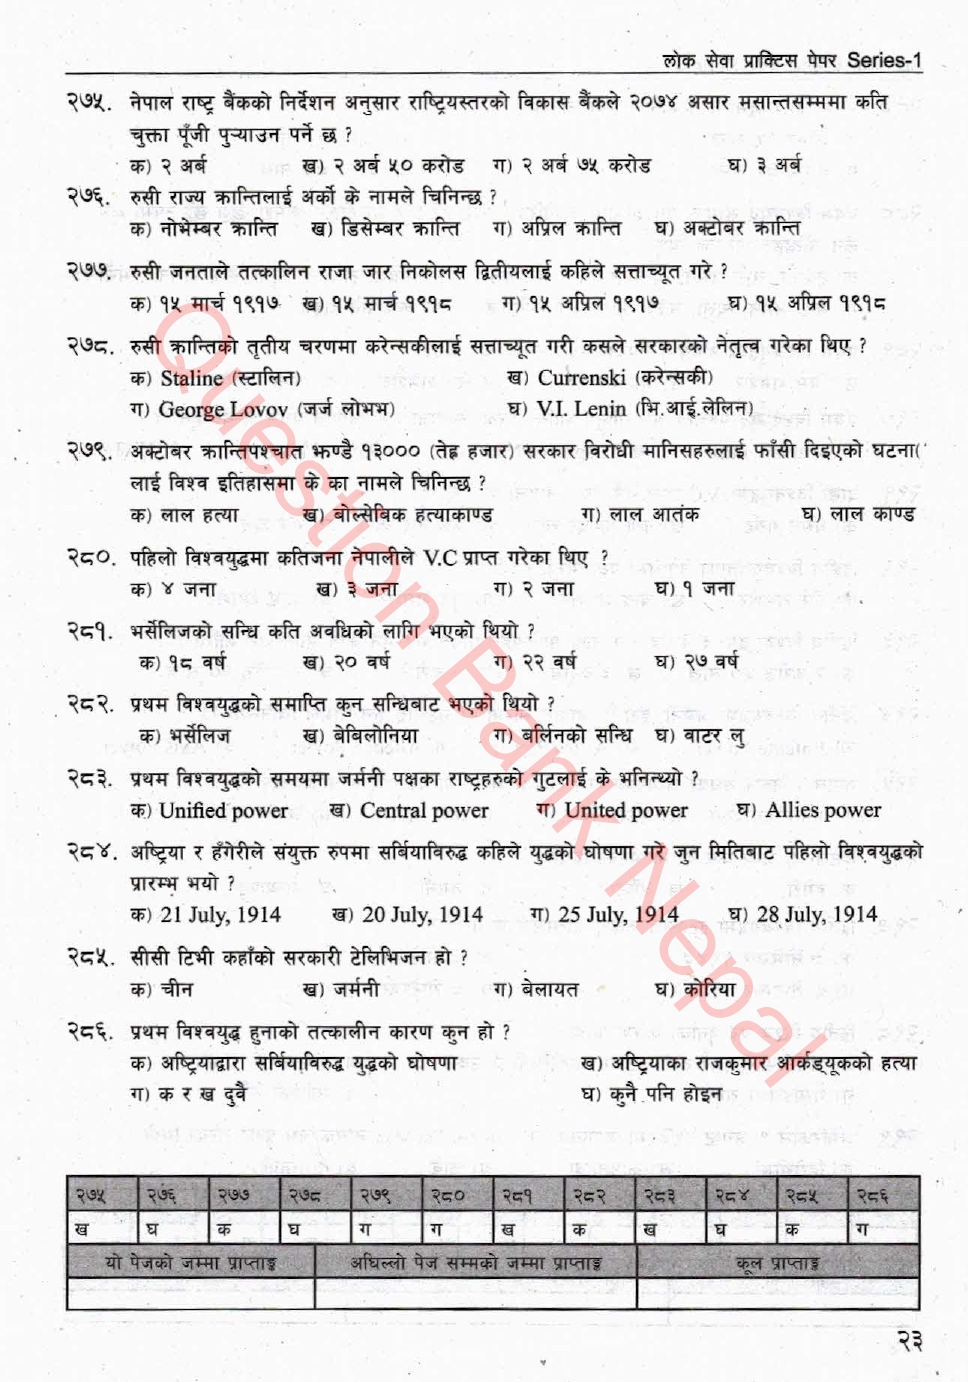 लोक सेवा प्राक्टिस पेपर Series-1
२७५. नेपाल राष्ट्र बैंकको निर्देशन अनुसार राष्ट्रियस्तरको विकास बैंकले २०७४ असार मसान्तसम्ममा कति
चुक्ता पूँजी पुऱ्याउन पर्ने छ ?
क) २ अर्ब ख) २ अर्ब ५० करोड ग) २ अर्ब ७५ करोड घ) ३ अर्ब
२७६. रुसी राज्य क्रान्तिलाई अर्को के नामले चिनिन्छ ?
क) नोभेम्बर क्रान्ति ख) डिसेम्बर क्रान्ति ग) अप्रिल क्रान्ति घ) अक्टोबर क्रान्ति
२७७. रुसी जनताले तत्कालिन राजा जार निकोलस द्वितीयलाई कहिले सत्ताच्यूत गरे ?
क) १५ मार्च १९१७ ख) १५ मार्च १९१८ ग) १५ अप्रिल १९१७ घ) १५ अप्रिल १९१८
२७८. रुसी क्रान्तिको तृतीय चरणमा करेन्सकीलाई सत्ताच्यूत गरी कसले सरकारको नेतृत्व गरेका थिए ?
क) Staline (स्टालिन) ख) Currenski (करेन्सकी)
ग) George Lovov (जर्ज लोभभ) घ) V.I. Lenin (भि.आई.लेलिन)
२७९. अक्टोबर क्रान्तिपश्चात झण्डै १३००० (तेह्र हजार) सरकार विरोधी मानिसहरुलाई फाँसी दिइएको घटना(
लाई विश्व इतिहासमा के का नामले चिनिन्छ ?
क) लाल हत्या ख) बोल्सेबिक हत्याकाण्ड ग) लाल आतंक घ) लाल काण्ड
२८०. पहिलो विश्वयुद्धमा कतिजना नेपालीले V.C प्राप्त गरेका थिए ?
क) ४ जना ख) ३ जना ग) २ जना घ) १ जना
२८१. भर्सेलिजको सन्धि कति अवधिको लागि भएको थियो ?
क) १८ वर्ष ख) २० वर्ष ग) २२ वर्ष घ) २७ वर्ष
२८२. प्रथम विश्वयुद्धको समाप्ति कुन सन्धिबाट भएको थियो ?
क) भर्सेलिज ख) बेबिलोनिया ग) बर्लिनको सन्धि घ) वाटर लु
२८३. प्रथम विश्वयुद्धको समयमा जर्मनी पक्षका राष्ट्रहरुको गुटलाई के भनिन्थ्यो ?
क) Unified power ख) Central power ग) United power घ) Allies power
२८४. अष्ट्रिया र हँगेरीले संयुक्त रुपमा सर्बियाविरुद्ध कहिले युद्धको घोषणा गरे जुन मितिबाट पहिलो विश्वयुद्धको
प्रारम्भ भयो ?
क) 21 July, 1914 ख) 20 July, 1914 ग) 25 July, 1914 घ) 28 July, 1914
२८५. सीसी टिभी कहाँको सरकारी टेलिभिजन हो ?
क) चीन ख) जर्मनी ग) बेलायत घ) कोरिया
२८६. प्रथम विश्वयुद्ध हुनाको तत्कालीन कारण कुन हो ?
क) अष्ट्रियाद्वारा सर्बियाविरुद्ध युद्धको घोषणा ख) अष्ट्रियाका राजकुमार आर्कड्यूकको हत्या
ग) क र ख दुवै घ) कुनै पनि होइन
Question Bank Nepal
२७५ २७६ २७७ २७८ २७९ २८० २८१ २८२ २८३ २८४ २८५ २८६
ख घ क घ ग ग ख क ख घ क ग
यो पेजको जम्मा प्राप्ताङ्क अघिल्लो पेज सम्मको जम्मा प्राप्ताङ्क कूल प्राप्ताङ्क
२३